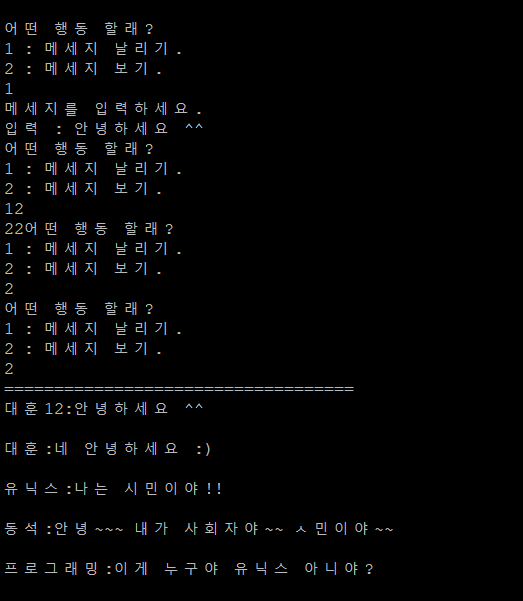 어떤 행동 할래?
1 : 메세지 날리기.
2 : 메세지 보기.
1
메세지를 입력하세요.
입력 : 안녕하세요 ^^
어떤 행동 할래?
1 : 메세지 날리기.
2 : 메세지 보기.
12
22어떤 행동 할래?
1 : 메세지 날리기.
2 : 메세지 보기.
2
어떤 행동 할래?
1 : 메세지 날리기.
2 : 메세지 보기.
2
===================================
대훈12:안녕하세요 ^^
대훈:네 안녕하세요 :)
유닉스:나는 시민이야!!
동석:안녕~~~ 내가 사회자야~~ ㅅ민이야~~
프로그래밍:이게 누구야 유닉스 아니야?